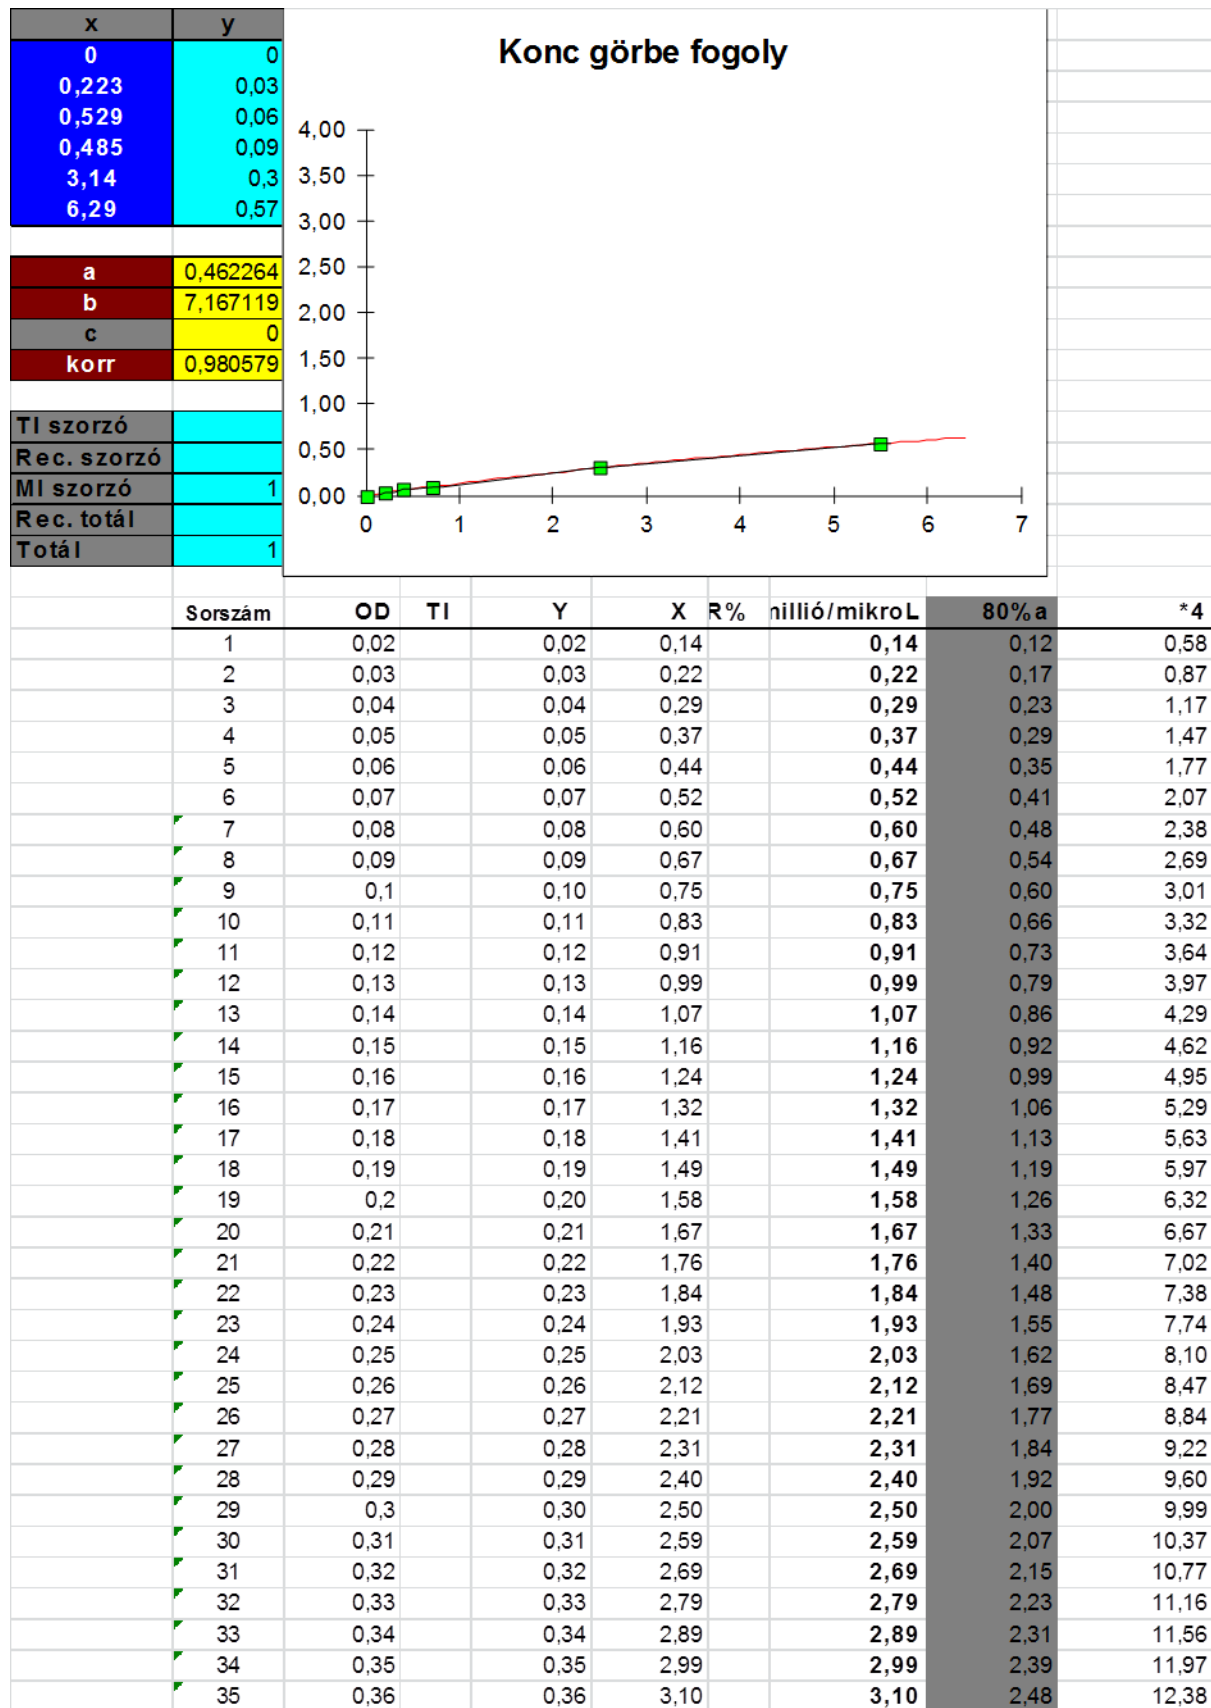 x y
0 0
0,223 0,03
0,529 0,06
0,485 0,09
3,14 0,3
6,29 0,57
a 0,462264
b 7,167119
c 0
korr 0,980579
TI szorzó
Rec. szorzó
MI szorzó 1
Rec. totál
Totál 1
Konc görbe fogoly
4,00
3,50
3,00
2,50
2,00
1,50
1,00
0,50
0,00
0 1 2 3 4 5 6 7
Sorszám OD TI Y X R% nillió/mikroL 80%a *4
1 0,02 0,02 0,14 0,14 0,12 0,58
2 0,03 0,03 0,22 0,22 0,17 0,87
3 0,04 0,04 0,29 0,29 0,23 1,17
4 0,05 0,05 0,37 0,37 0,29 1,47
5 0,06 0,06 0,44 0,44 0,35 1,77
6 0,07 0,07 0,52 0,52 0,41 2,07
7 0,08 0,08 0,60 0,60 0,48 2,38
8 0,09 0,09 0,67 0,67 0,54 2,69
9 0,1 0,10 0,75 0,75 0,60 3,01
10 0,11 0,11 0,83 0,83 0,66 3,32
11 0,12 0,12 0,91 0,91 0,73 3,64
12 0,13 0,13 0,99 0,99 0,79 3,97
13 0,14 0,14 1,07 1,07 0,86 4,29
14 0,15 0,15 1,16 1,16 0,92 4,62
15 0,16 0,16 1,24 1,24 0,99 4,95
16 0,17 0,17 1,32 1,32 1,06 5,29
17 0,18 0,18 1,41 1,41 1,13 5,63
18 0,19 0,19 1,49 1,49 1,19 5,97
19 0,2 0,20 1,58 1,58 1,26 6,32
20 0,21 0,21 1,67 1,67 1,33 6,67
21 0,22 0,22 1,76 1,76 1,40 7,02
22 0,23 0,23 1,84 1,84 1,48 7,38
23 0,24 0,24 1,93 1,93 1,55 7,74
24 0,25 0,25 2,03 2,03 1,62 8,10
25 0,26 0,26 2,12 2,12 1,69 8,47
26 0,27 0,27 2,21 2,21 1,77 8,84
27 0,28 0,28 2,31 2,31 1,84 9,22
28 0,29 0,29 2,40 2,40 1,92 9,60
29 0,3 0,30 2,50 2,50 2,00 9,99
30 0,31 0,31 2,59 2,59 2,07 10,37
31 0,32 0,32 2,69 2,69 2,15 10,77
32 0,33 0,33 2,79 2,79 2,23 11,16
33 0,34 0,34 2,89 2,89 2,31 11,56
34 0,35 0,35 2,99 2,99 2,39 11,97
35 0,36 0,36 3,10 3,10 2,48 12,38